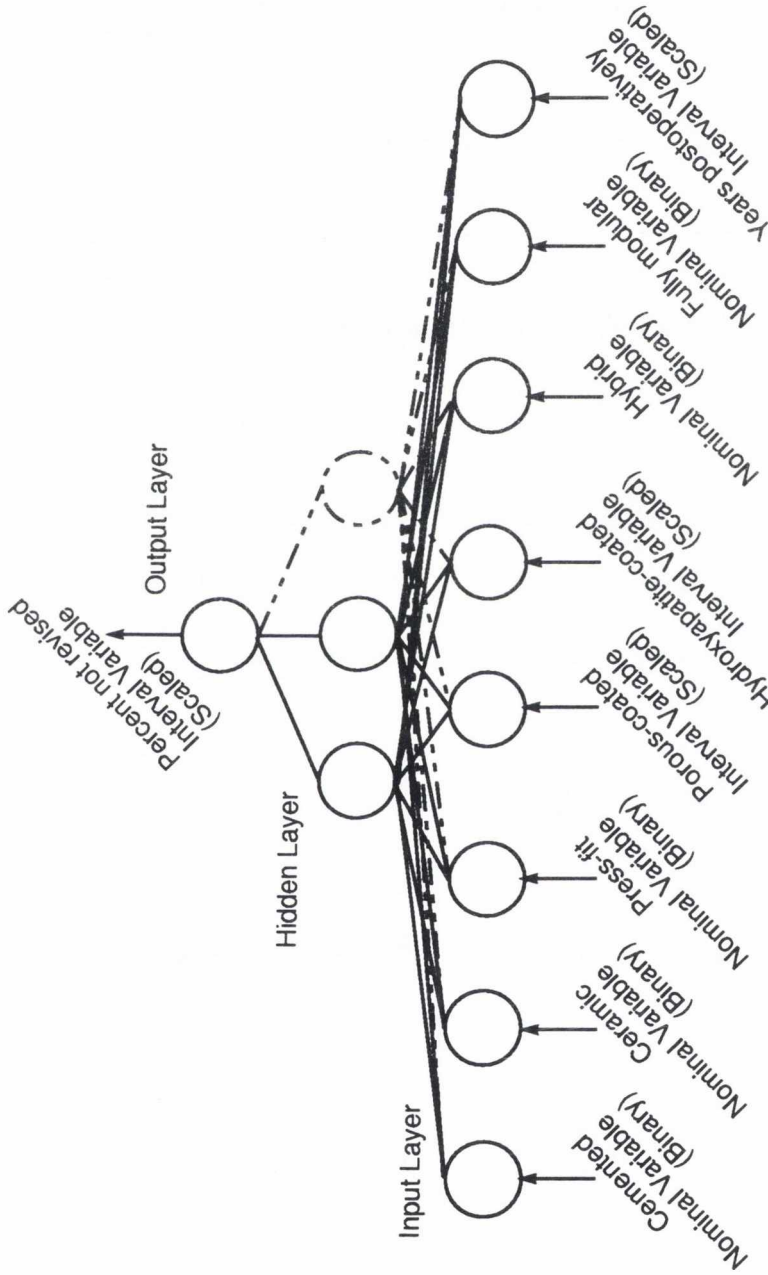 Percent not revised
Interval Variable
(Scaled)
Output Layer
Hidden Layer
Input Layer
Cemented
Nominal Variable
(Binary)
Ceramic
Nominal Variable
(Binary)
Press-fit
Nominal Variable
(Binary)
Porous-coated
Interval Variable
(Scaled)
Hydroxyapatite-coated
Interval Variable
(Scaled)
Hybrid
Nominal Variable
(Binary)
Fully modular
Nominal Variable
(Binary)
Years postoperatively
Interval Variable
(Scaled)